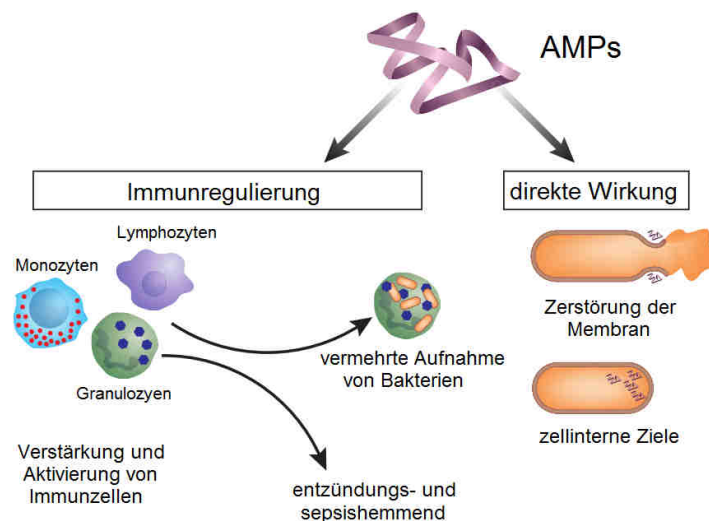 AMPs
Immunregulierung
direkte Wirkung
Lymphozyten
Monozyten
Granulozyen
Verstärkung und
Aktivierung von
Immunzellen
vermehrte Aufnahme
von Bakterien
entzündungs- und
sepsishemmend
Zerstörung der
Membran
zellinterne Ziele